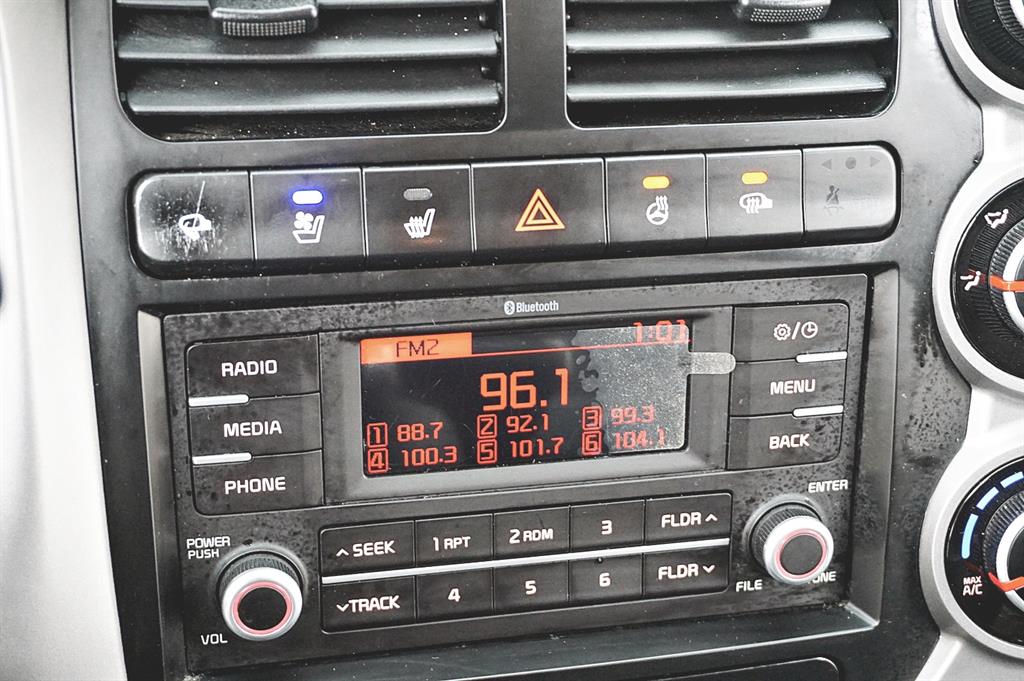 Bluetooth
RADIO
MEDIA
PHONE
FM2 1:01
96.1
1 88.7 2 92.1 3 99.3
4 100.3 5 101.7 6 104.1
MENU
BACK
POWER
PUSH
VOL
^ SEEK 1 RPT 2 RDM 3 FLDR ^
v TRACK 4 5 6 FLDR v
ENTER
FILE
MAX
A/C